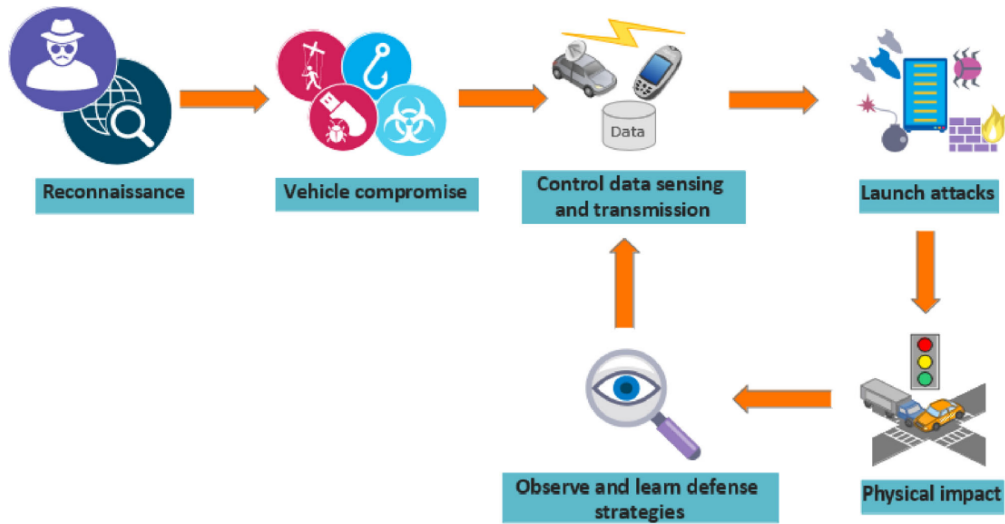 Data
Reconnaissance
Vehicle compromise
Control data sensing
and transmission
Launch attacks
Observe and learn defense
strategies
Physical impact